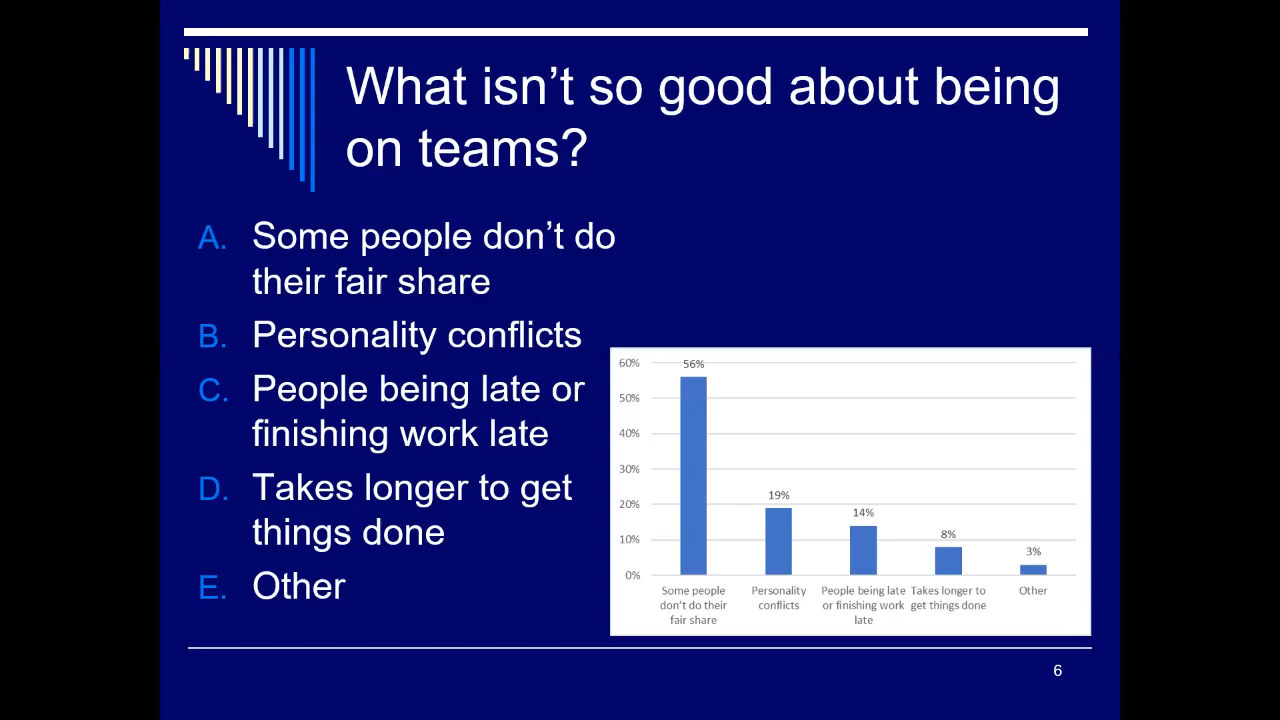 What isn’t so good about being
on teams?
A. Some people don’t do
their fair share
B. Personality conflicts
C. People being late or
finishing work late
D. Takes longer to get
things done
E. Other
60%
50%
40%
30%
20%
10%
0%
56%
19%
14%
8%
3%
Some people
don’t do their
fair share
Personality
conflicts
People being late
or finishing work
late
Takes longer to
get things done
Other
6